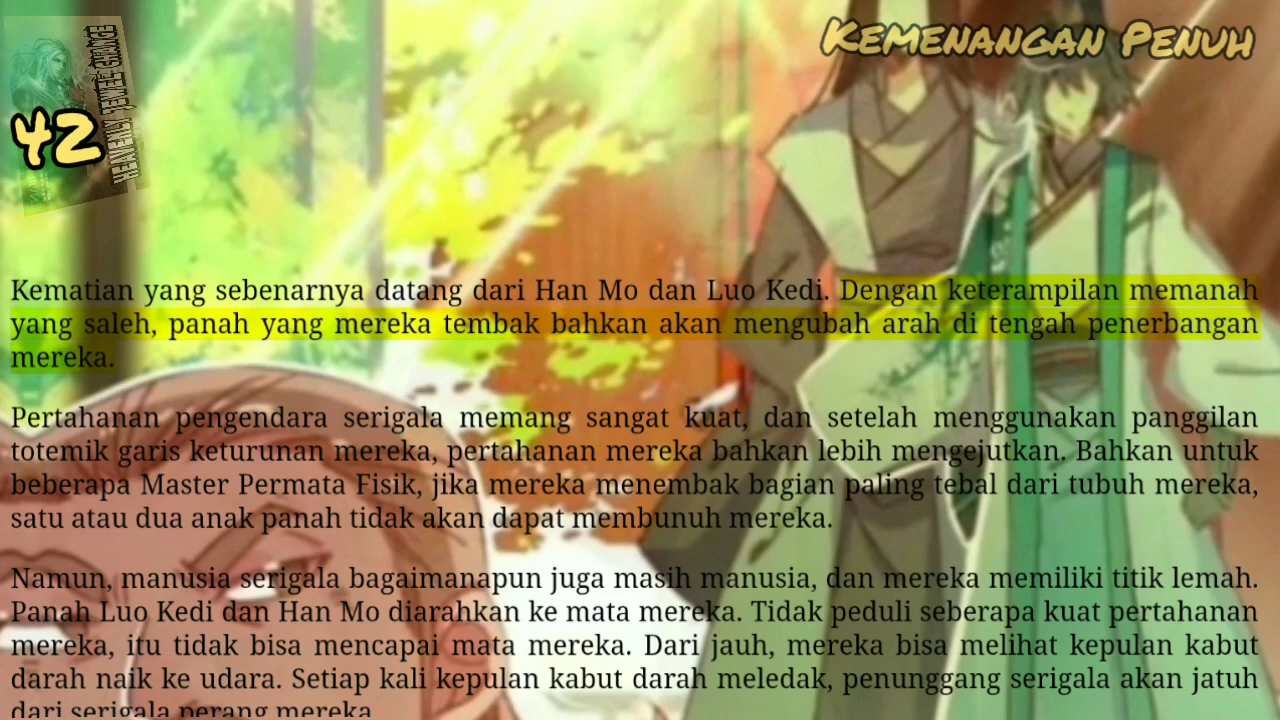 Kemenangan Penuh
HEAVENLY JEWEL CHANGE
42
Kematian yang sebenarnya datang dari Han Mo dan Luo Kedi. Dengan keterampilan memanah
yang saleh, panah yang mereka tembak bahkan akan mengubah arah di tengah penerbangan
mereka.
Pertahanan pengendara serigala memang sangat kuat, dan setelah menggunakan panggilan
totemik garis keturunan mereka, pertahanan mereka bahkan lebih mengejutkan. Bahkan untuk
beberapa Master Permata Fisik, jika mereka menembak bagian paling tebal dari tubuh mereka,
satu atau dua anak panah tidak akan dapat membunuh mereka.
Namun, manusia serigala bagaimanapun juga masih manusia, dan mereka memiliki titik lemah.
Panah Luo Kedi dan Han Mo diarahkan ke mata mereka. Tidak peduli seberapa kuat pertahanan
mereka, itu tidak bisa mencapai mata mereka. Dari jauh, mereka bisa melihat kepulan kabut
darah naik ke udara. Setiap kali kepulan kabut darah meledak, penunggang serigala akan jatuh
dari serigala perang mereka.